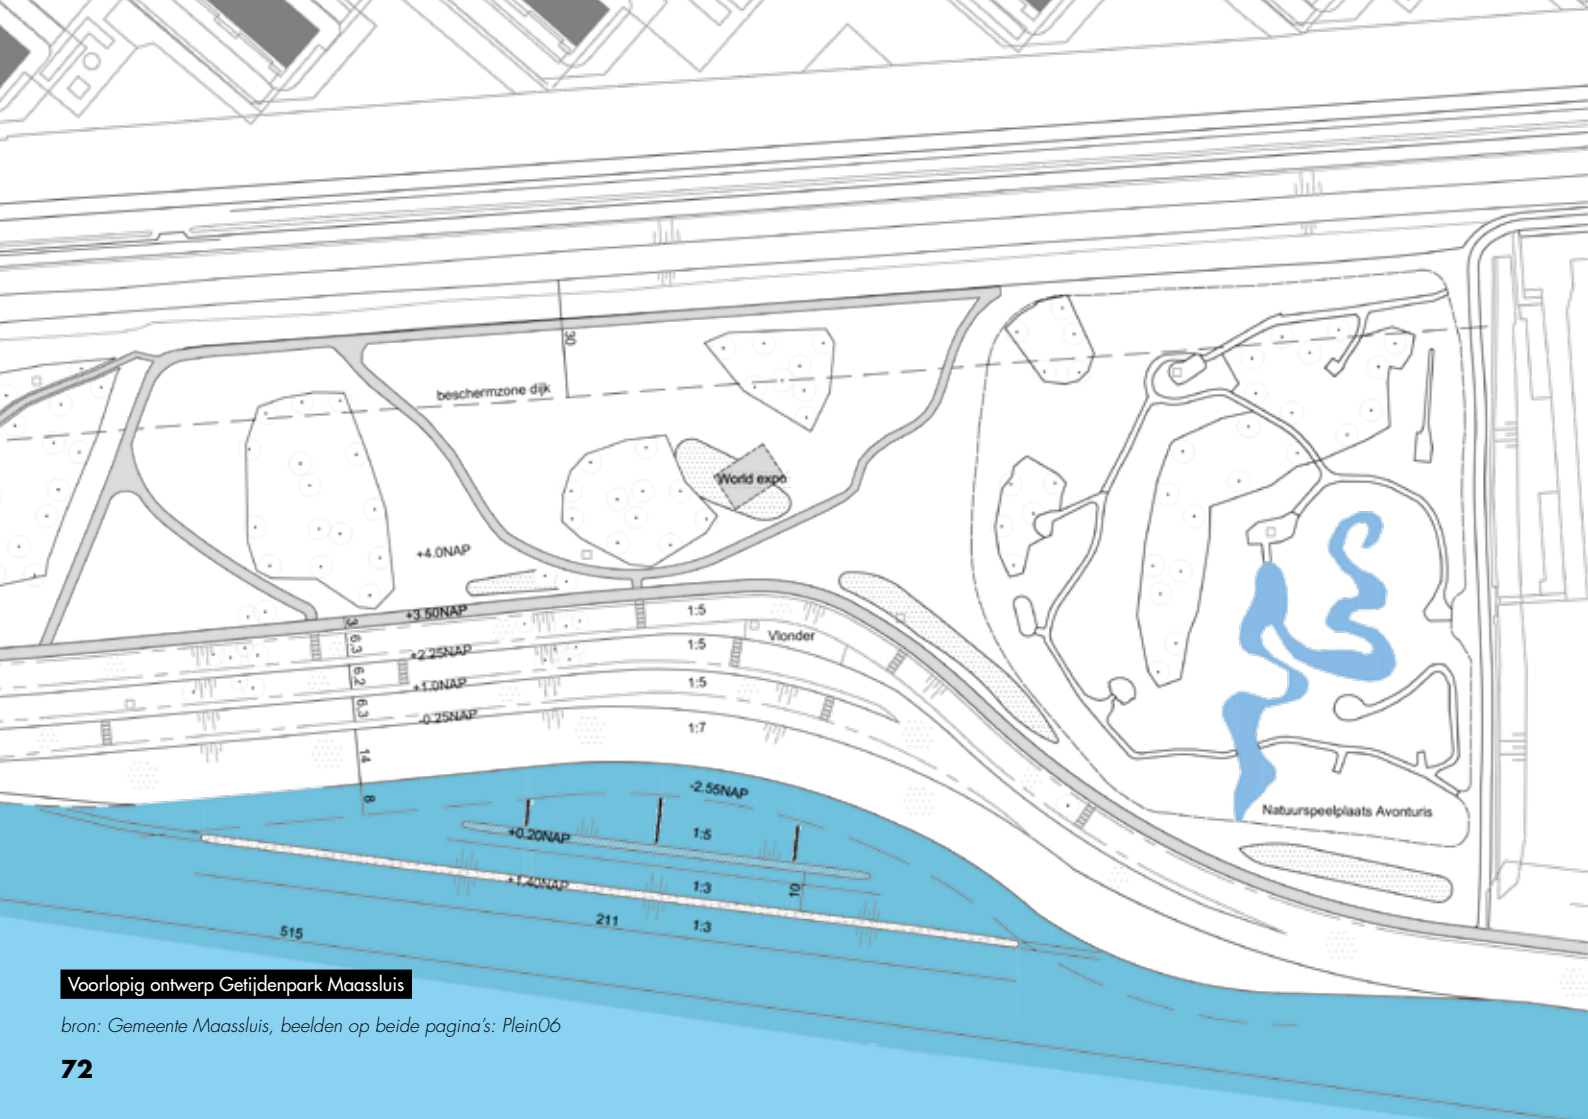 30
beschermzone dijk
World expo
+4.0NAP
+3.50NAP
1:5
3
6.3
Vlonder
+2.25NAP
1:5
6.2
+1.0NAP
1:5
6.3
-0.25NAP
1:7
14
8
-2.55NAP
+0.20NAP
1:5
+1.40NAP
1:3
10
211
1:3
515
Natuurspeelplaats Avonturis
Voorlopig ontwerp Getijdenpark Maassluis
bron: Gemeente Maassluis, beelden op beide pagina's: Plein06
72